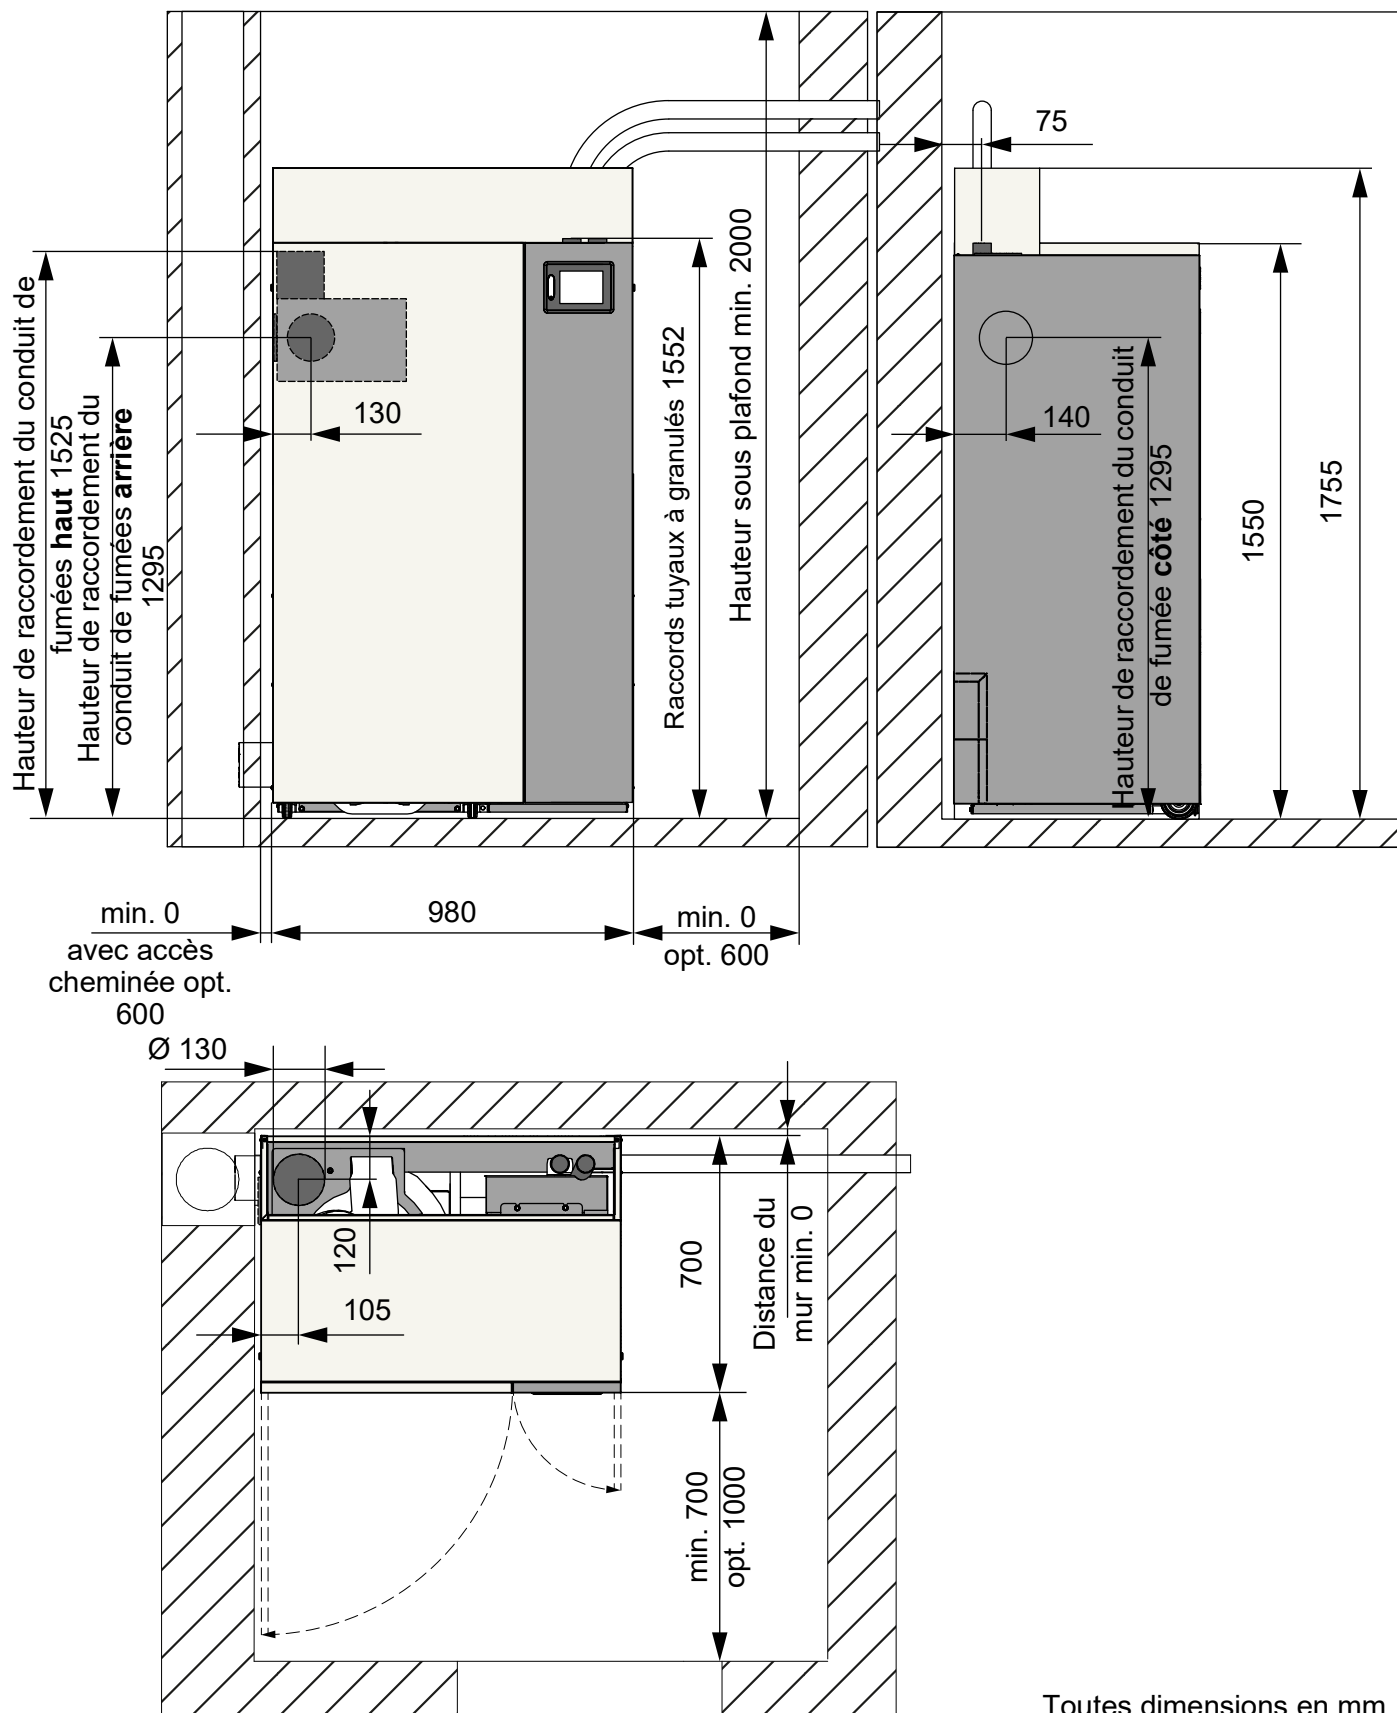 75
Hauteur de raccordement du conduit de
fumées haut 1525
Hauteur de raccordement du
conduit de fumées arrière
1295
130
Raccords tuyaux à granulés 1552
Hauteur sous plafond min. 2000
140
Hauteur de raccordement du conduit
de fumée côté 1295
1550
1755
min. 0
avec accès
cheminée opt.
600
980
min. 0
opt. 600
Ø 130
120
105
700
Distance du
mur min. 0
min. 700
opt. 1000
Toutes dimensions en mm